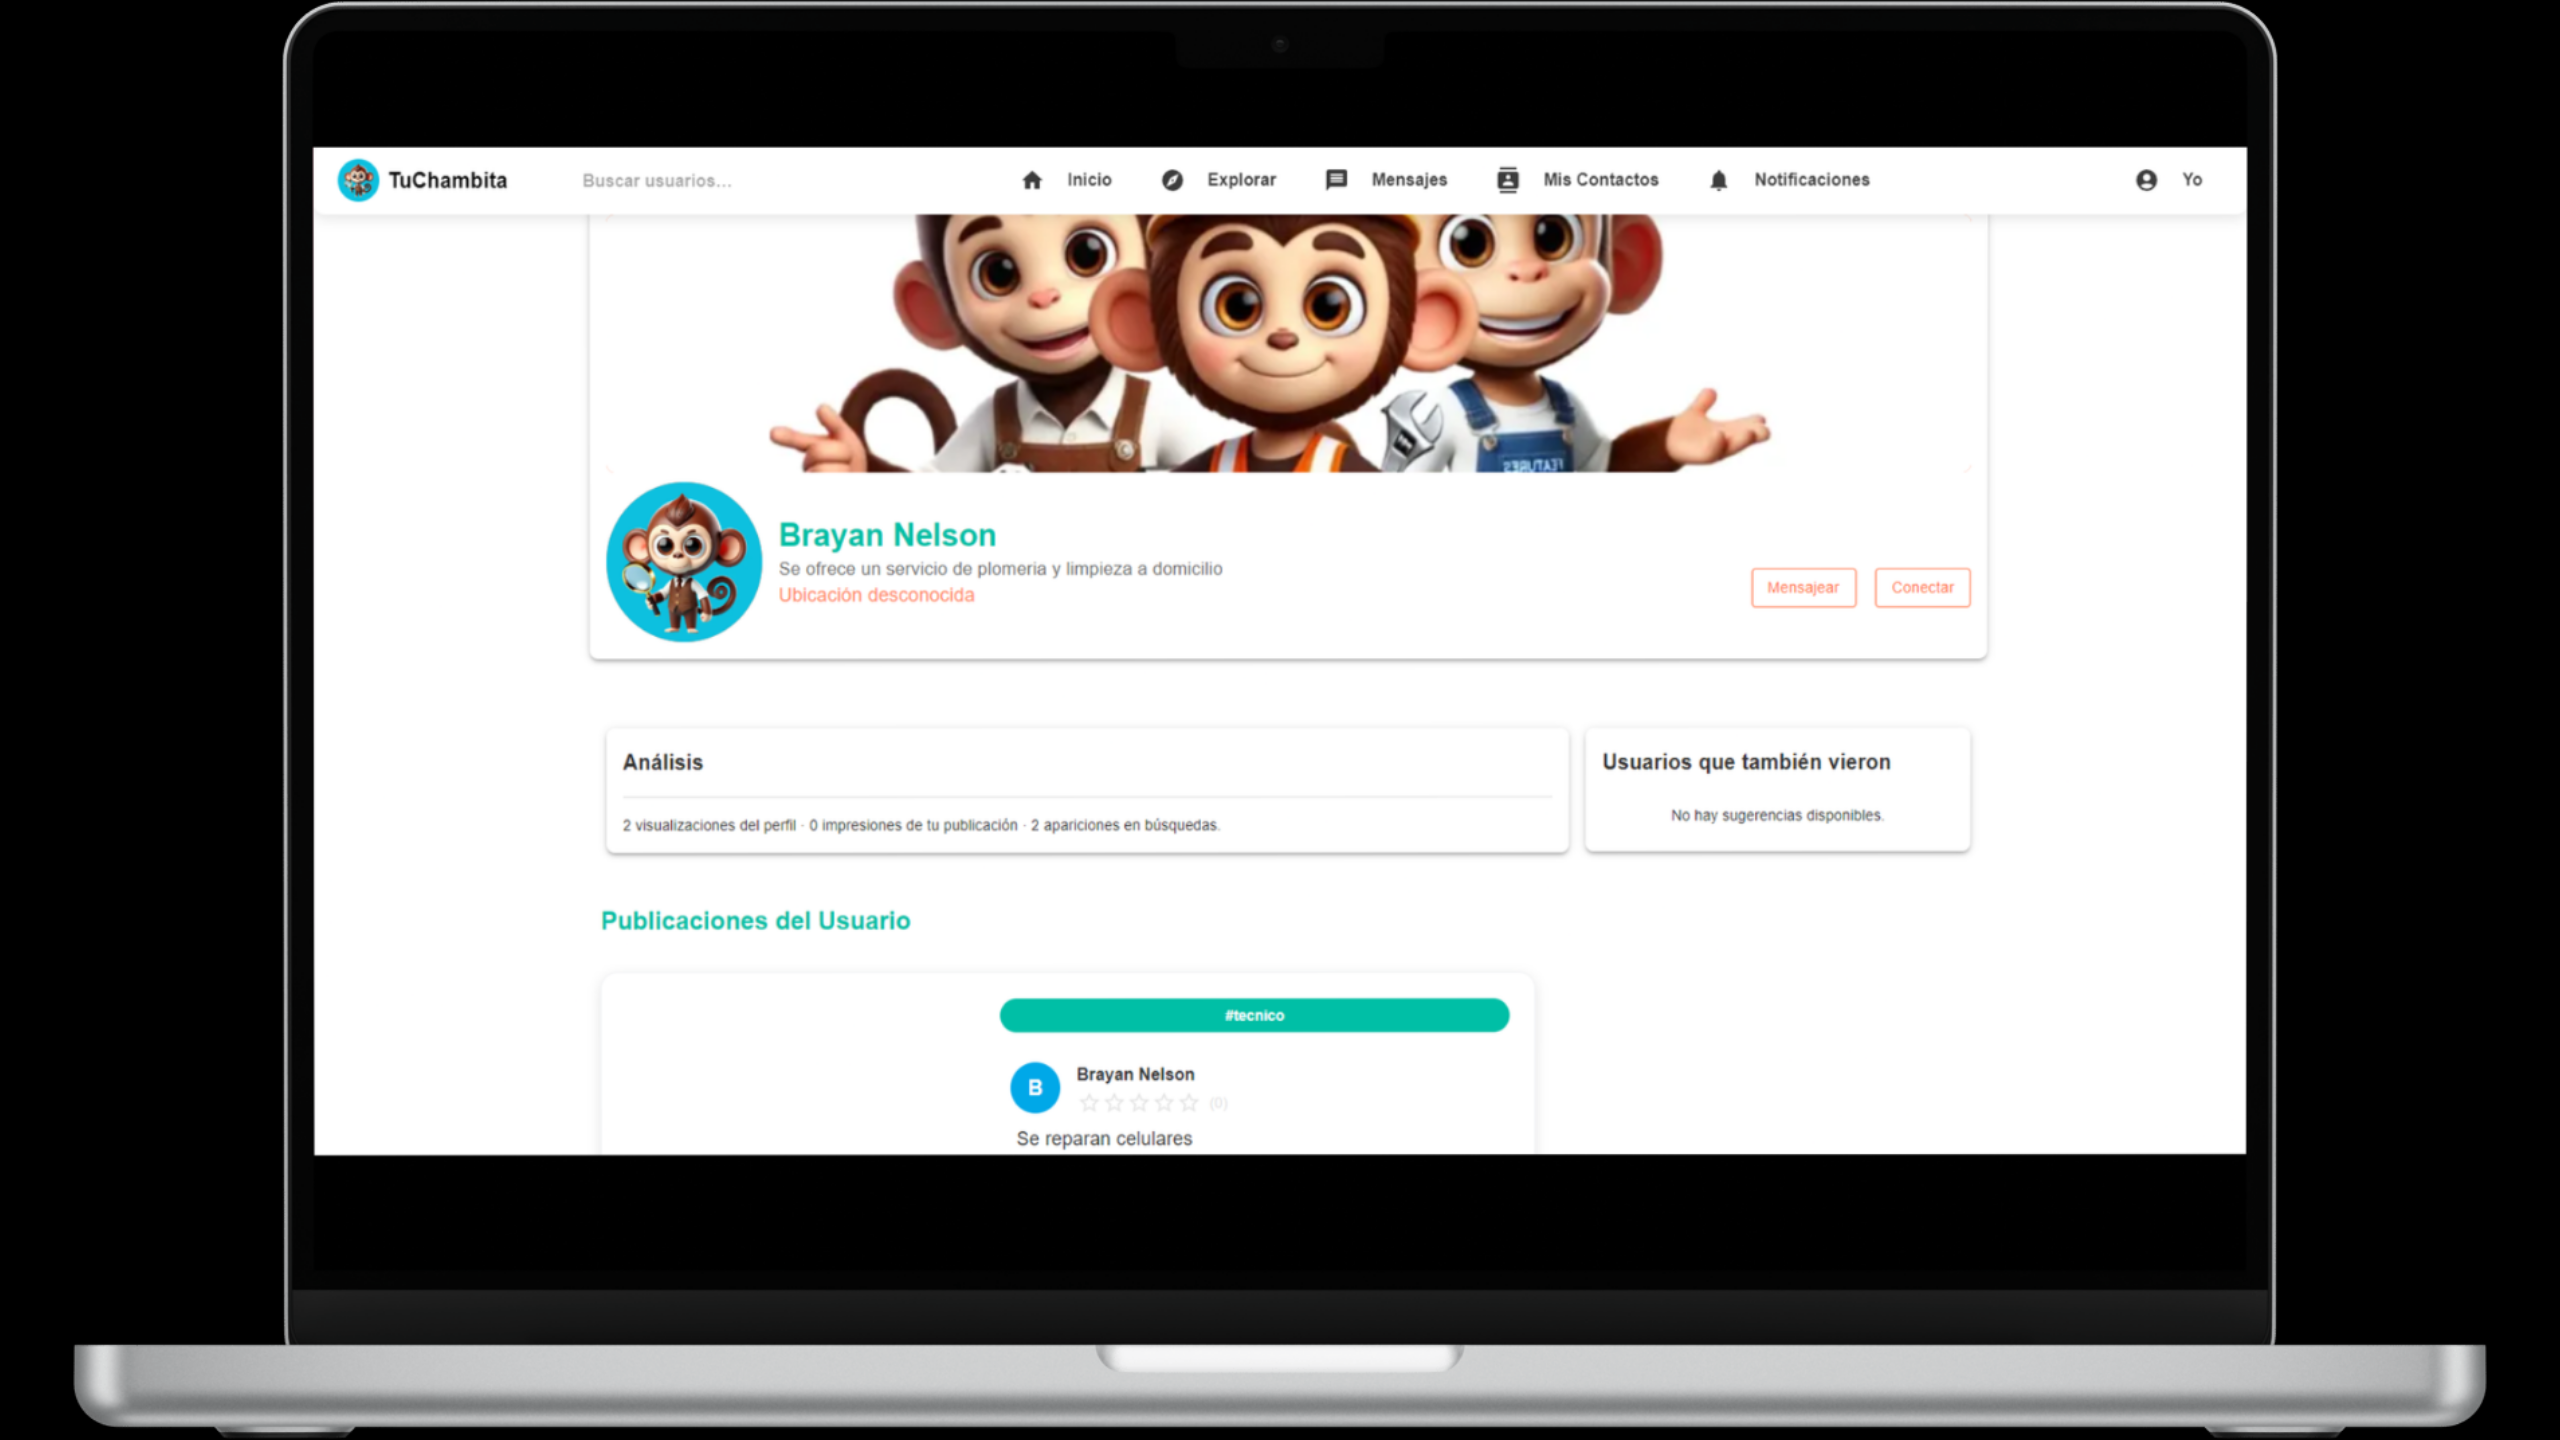 TuChambita
Buscar usuarios...
Inicio
Explorar
Mensajes
Mis Contactos
Notificaciones
Yo
Brayan Nelson
Se ofrece un servicio de plomeria y limpieza a domicilio
Ubicación desconocida
Mensajear
Conectar
Análisis
2 visualizaciones del perfil · 0 impresiones de tu publicación · 2 apariciones en búsquedas.
Usuarios que también vieron
No hay sugerencias disponibles.
Publicaciones del Usuario
#tecnico
B
Brayan Nelson
(0)
Se reparan celulares